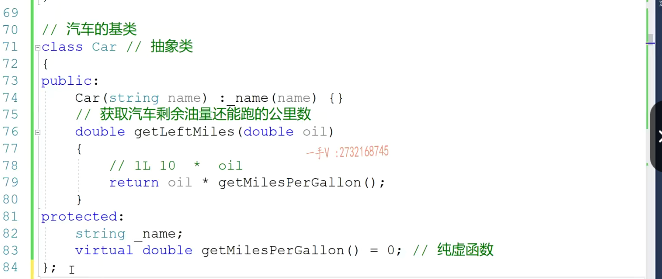 69
70 // 汽车的基类
71 class Car // 抽象类
72 {
73 public:
74 Car(string name) :_name(name) {}
75 // 获取汽车剩余油量还能跑的公里数
76 double getLeftMiles(double oil)
77 {
一手V :2732168745
78 // 1L 10 * oil
79 return oil * getMilesPerGallon();
80 }
81 protected:
82 string _name;
83 virtual double getMilesPerGallon() = 0; // 纯虚函数
84 };